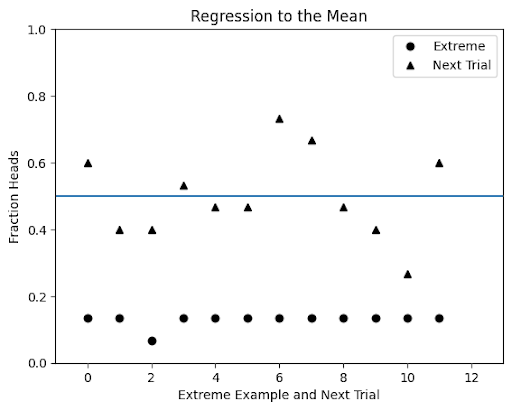 Regression to the Mean
1.0
0.8
0.6
0.4
0.2
0.0
Fraction Heads
Extreme
Next Trial
0 2 4 6 8 10 12
Extreme Example and Next Trial